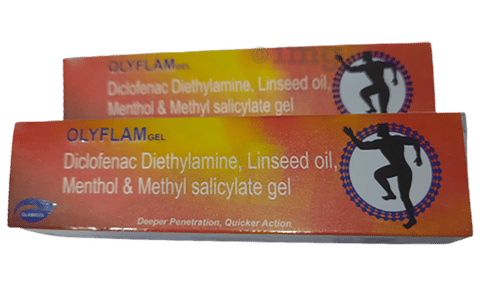 OLYFLAM GEL
Diclofenac Diethylamine, Linseed oil,
Menthol & Methyl salicylate gel
OLYFLAM GEL
Diclofenac Diethylamine, Linseed oil,
Menthol & Methyl salicylate gel
Deeper Penetration, Quicker Action